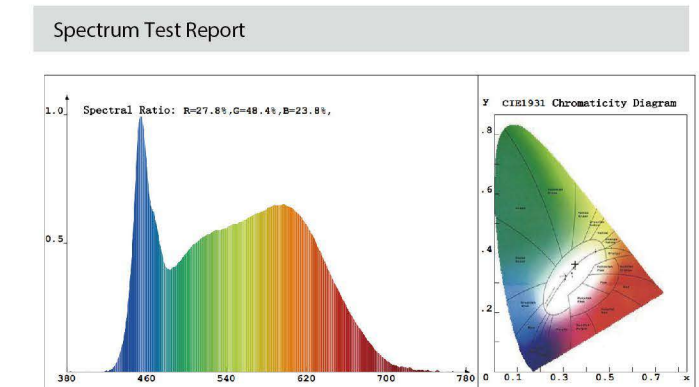 Spectrum Test Report
1.0
Spectral Ratio: R=27.8%,G=48.4%,B=23.8%,
0.5
380 460 540 620 700 780
y CIE1931 Chromaticity Diagram
.8
.6
.4
.2
0 0.1 0.3 0.5 0.7 x